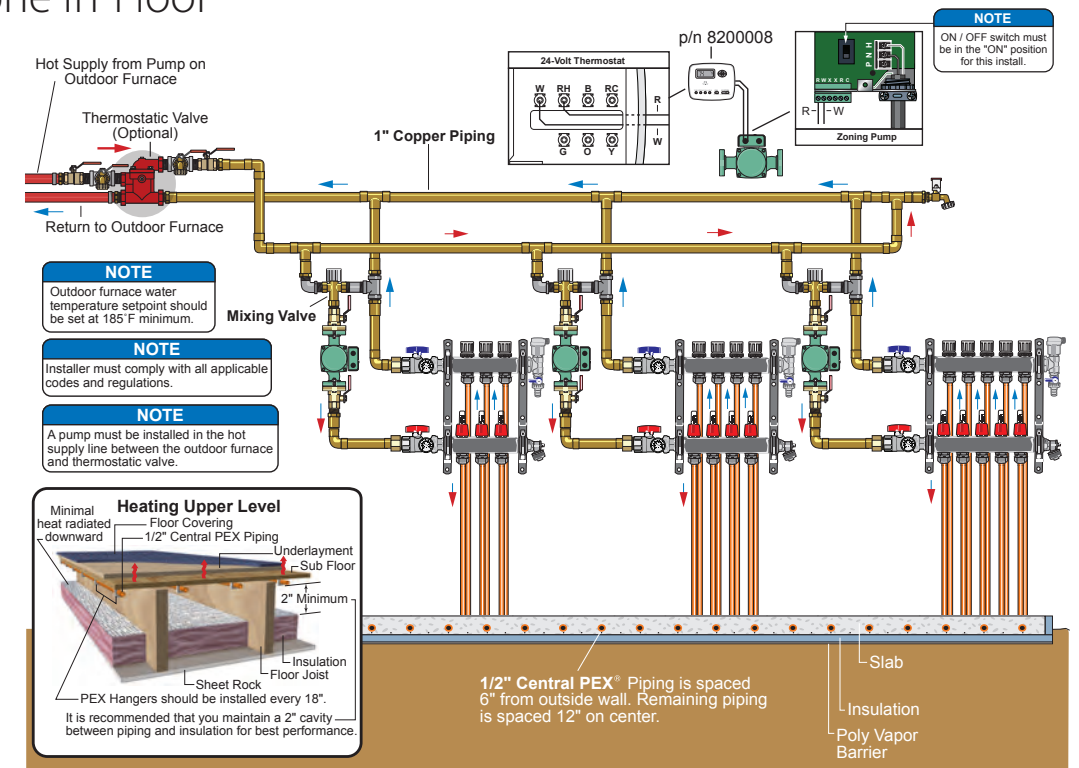 one in Floor
Hot Supply from Pump on
Outdoor Furnace
Thermostatic Valve
(Optional)
1" Copper Piping
Return to Outdoor Furnace
24-Volt Thermostat
W RH B RC
R
W
G O Y
p/n 8200008
P N H
R W X X R C
R W
Zoning Pump
NOTE
ON / OFF switch must
be in the "ON" position
for this install.
NOTE
Outdoor furnace water
temperature setpoint should
be set at 185°F minimum.
Mixing Valve
NOTE
Installer must comply with all applicable
codes and regulations.
NOTE
A pump must be installed in the hot
supply line between the outdoor furnace
and thermostatic valve.
Heating Upper Level
Minimal
heat radiated
downward
Floor Covering
1/2" Central PEX Piping
Underlayment
Sub Floor
2" Minimum
Insulation
Floor Joist
Sheet Rock
PEX Hangers should be installed every 18".
It is recommended that you maintain a 2" cavity
between piping and insulation for best performance.
1/2" Central PEX® Piping is spaced
6" from outside wall. Remaining piping
is spaced 12" on center.
Slab
Insulation
Poly Vapor
Barrier